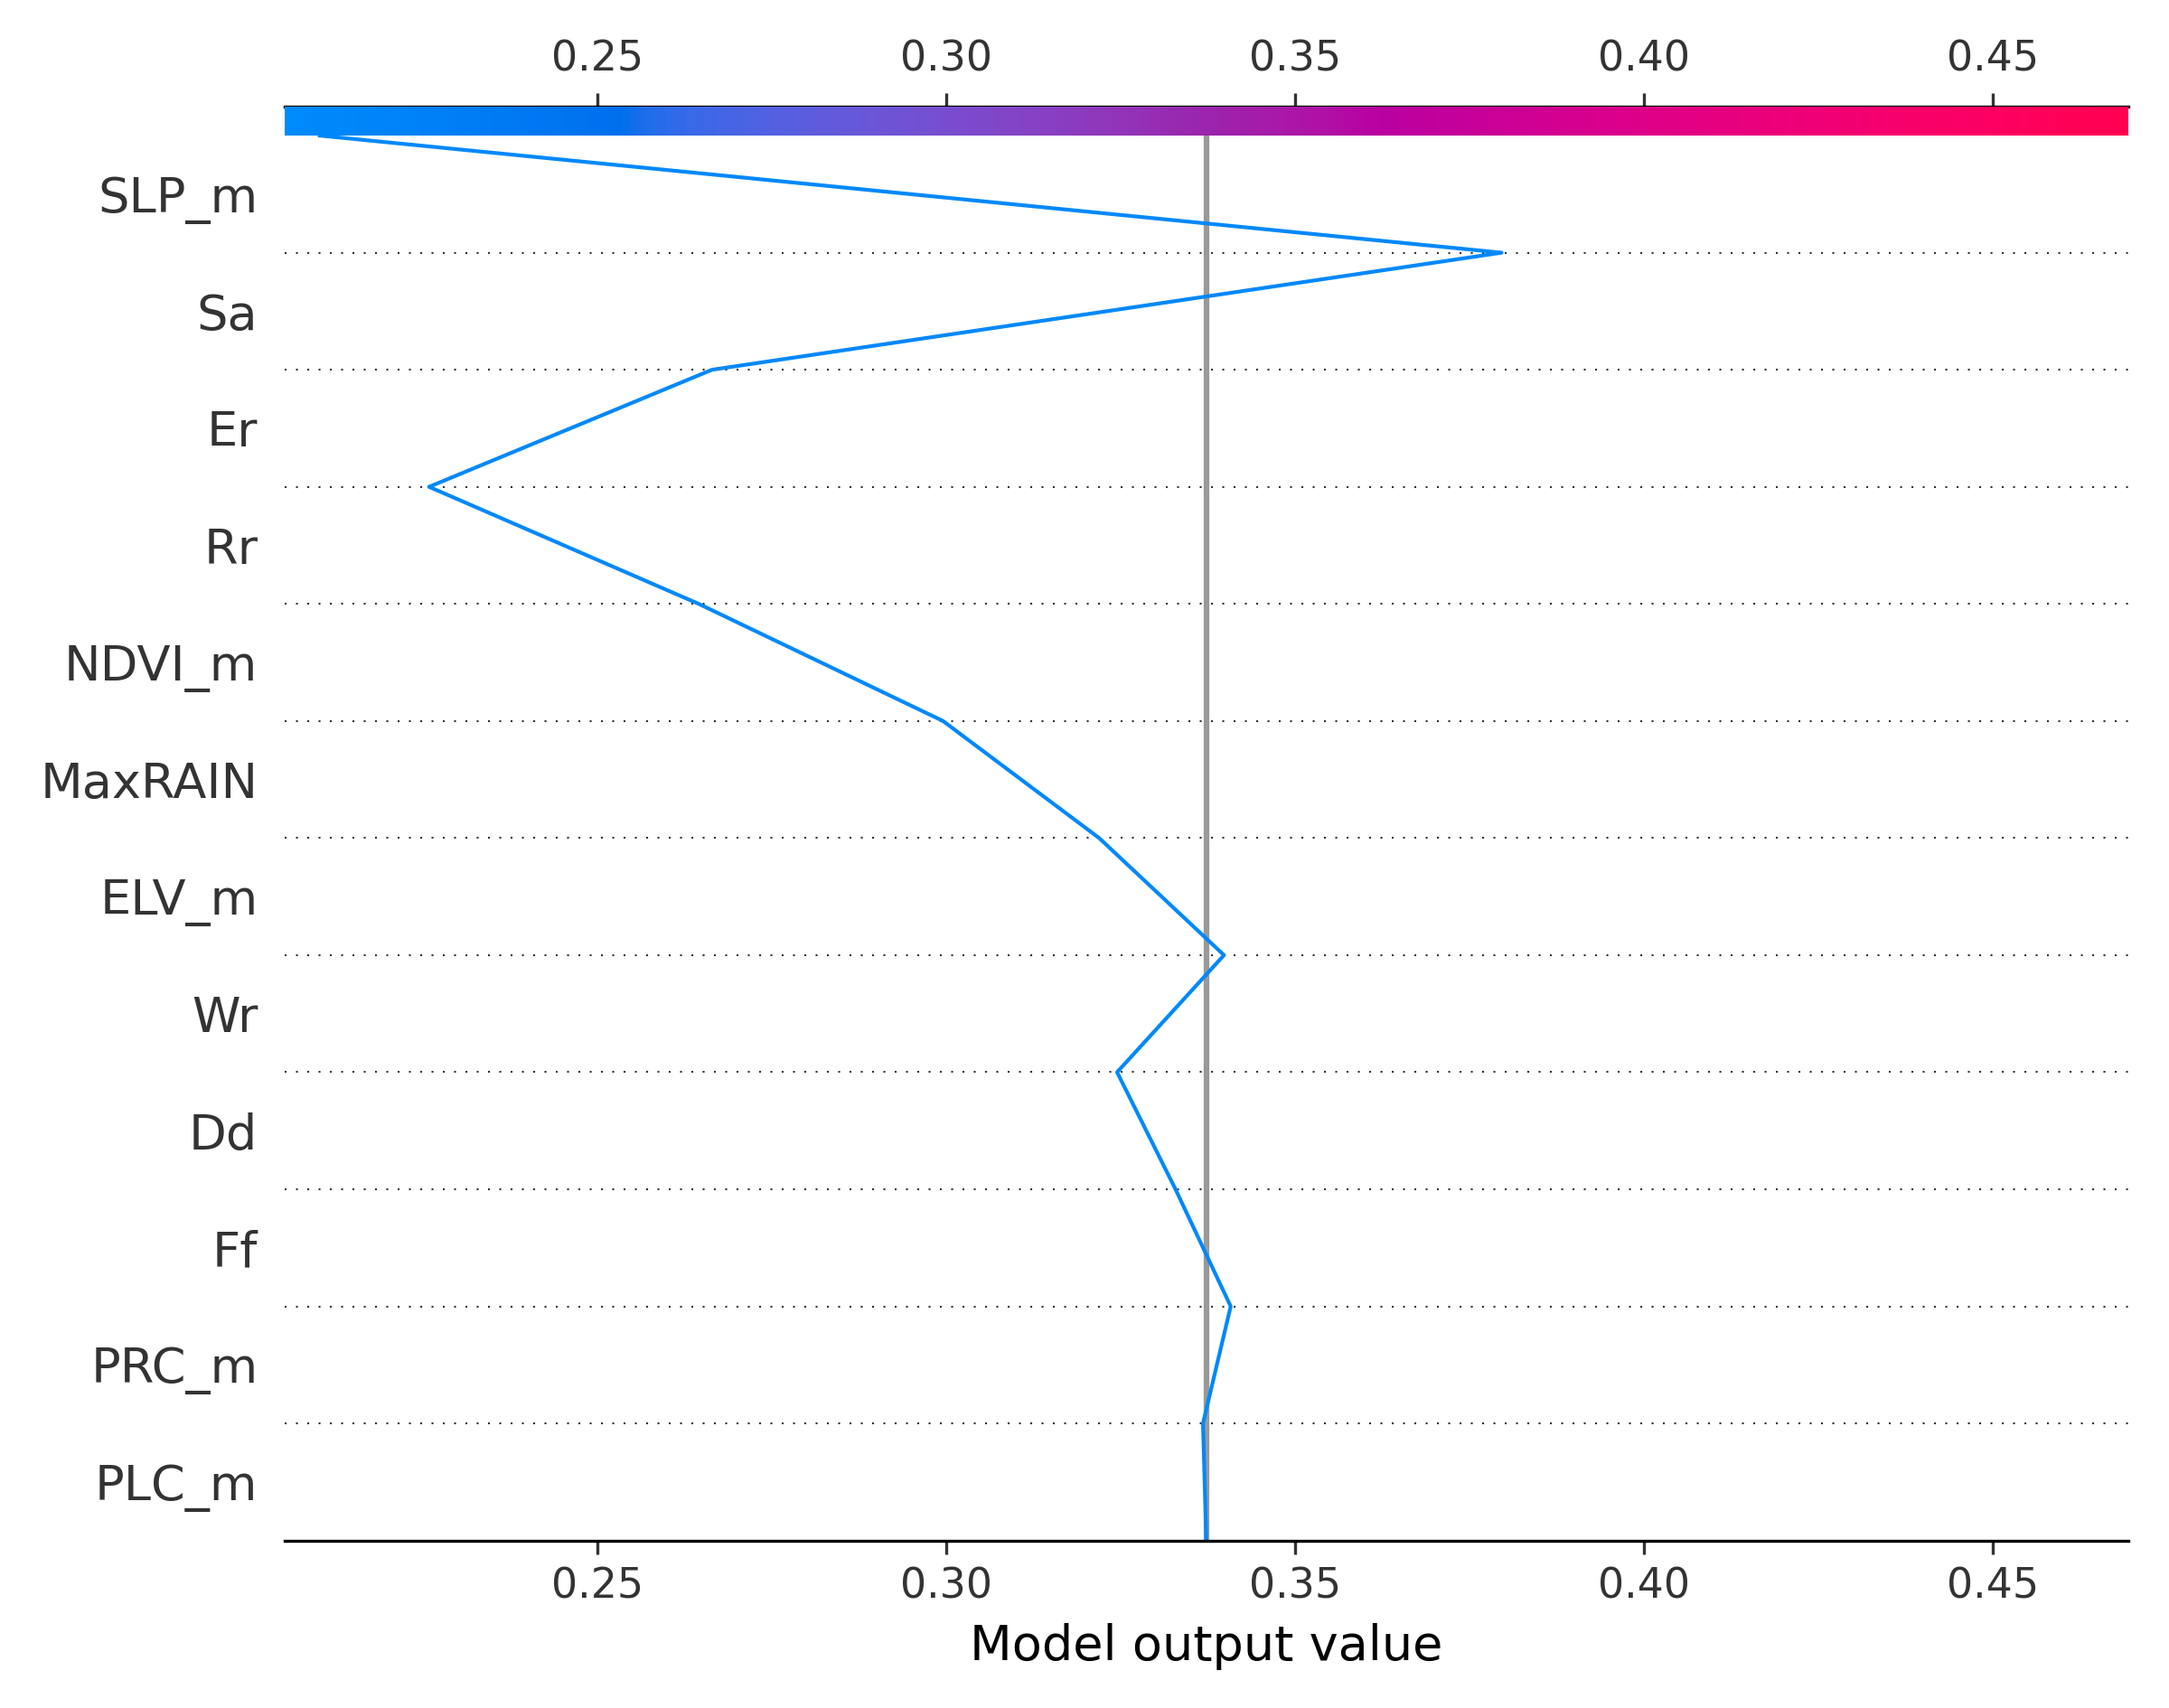 0.25 0.30 0.35 0.40 0.45
SLP_m
Sa
Er
Rr
NDVI_m
MaxRAIN
ELV_m
Wr
Dd
Ff
PRC_m
PLC_m
0.25 0.30 0.35 0.40 0.45
Model output value